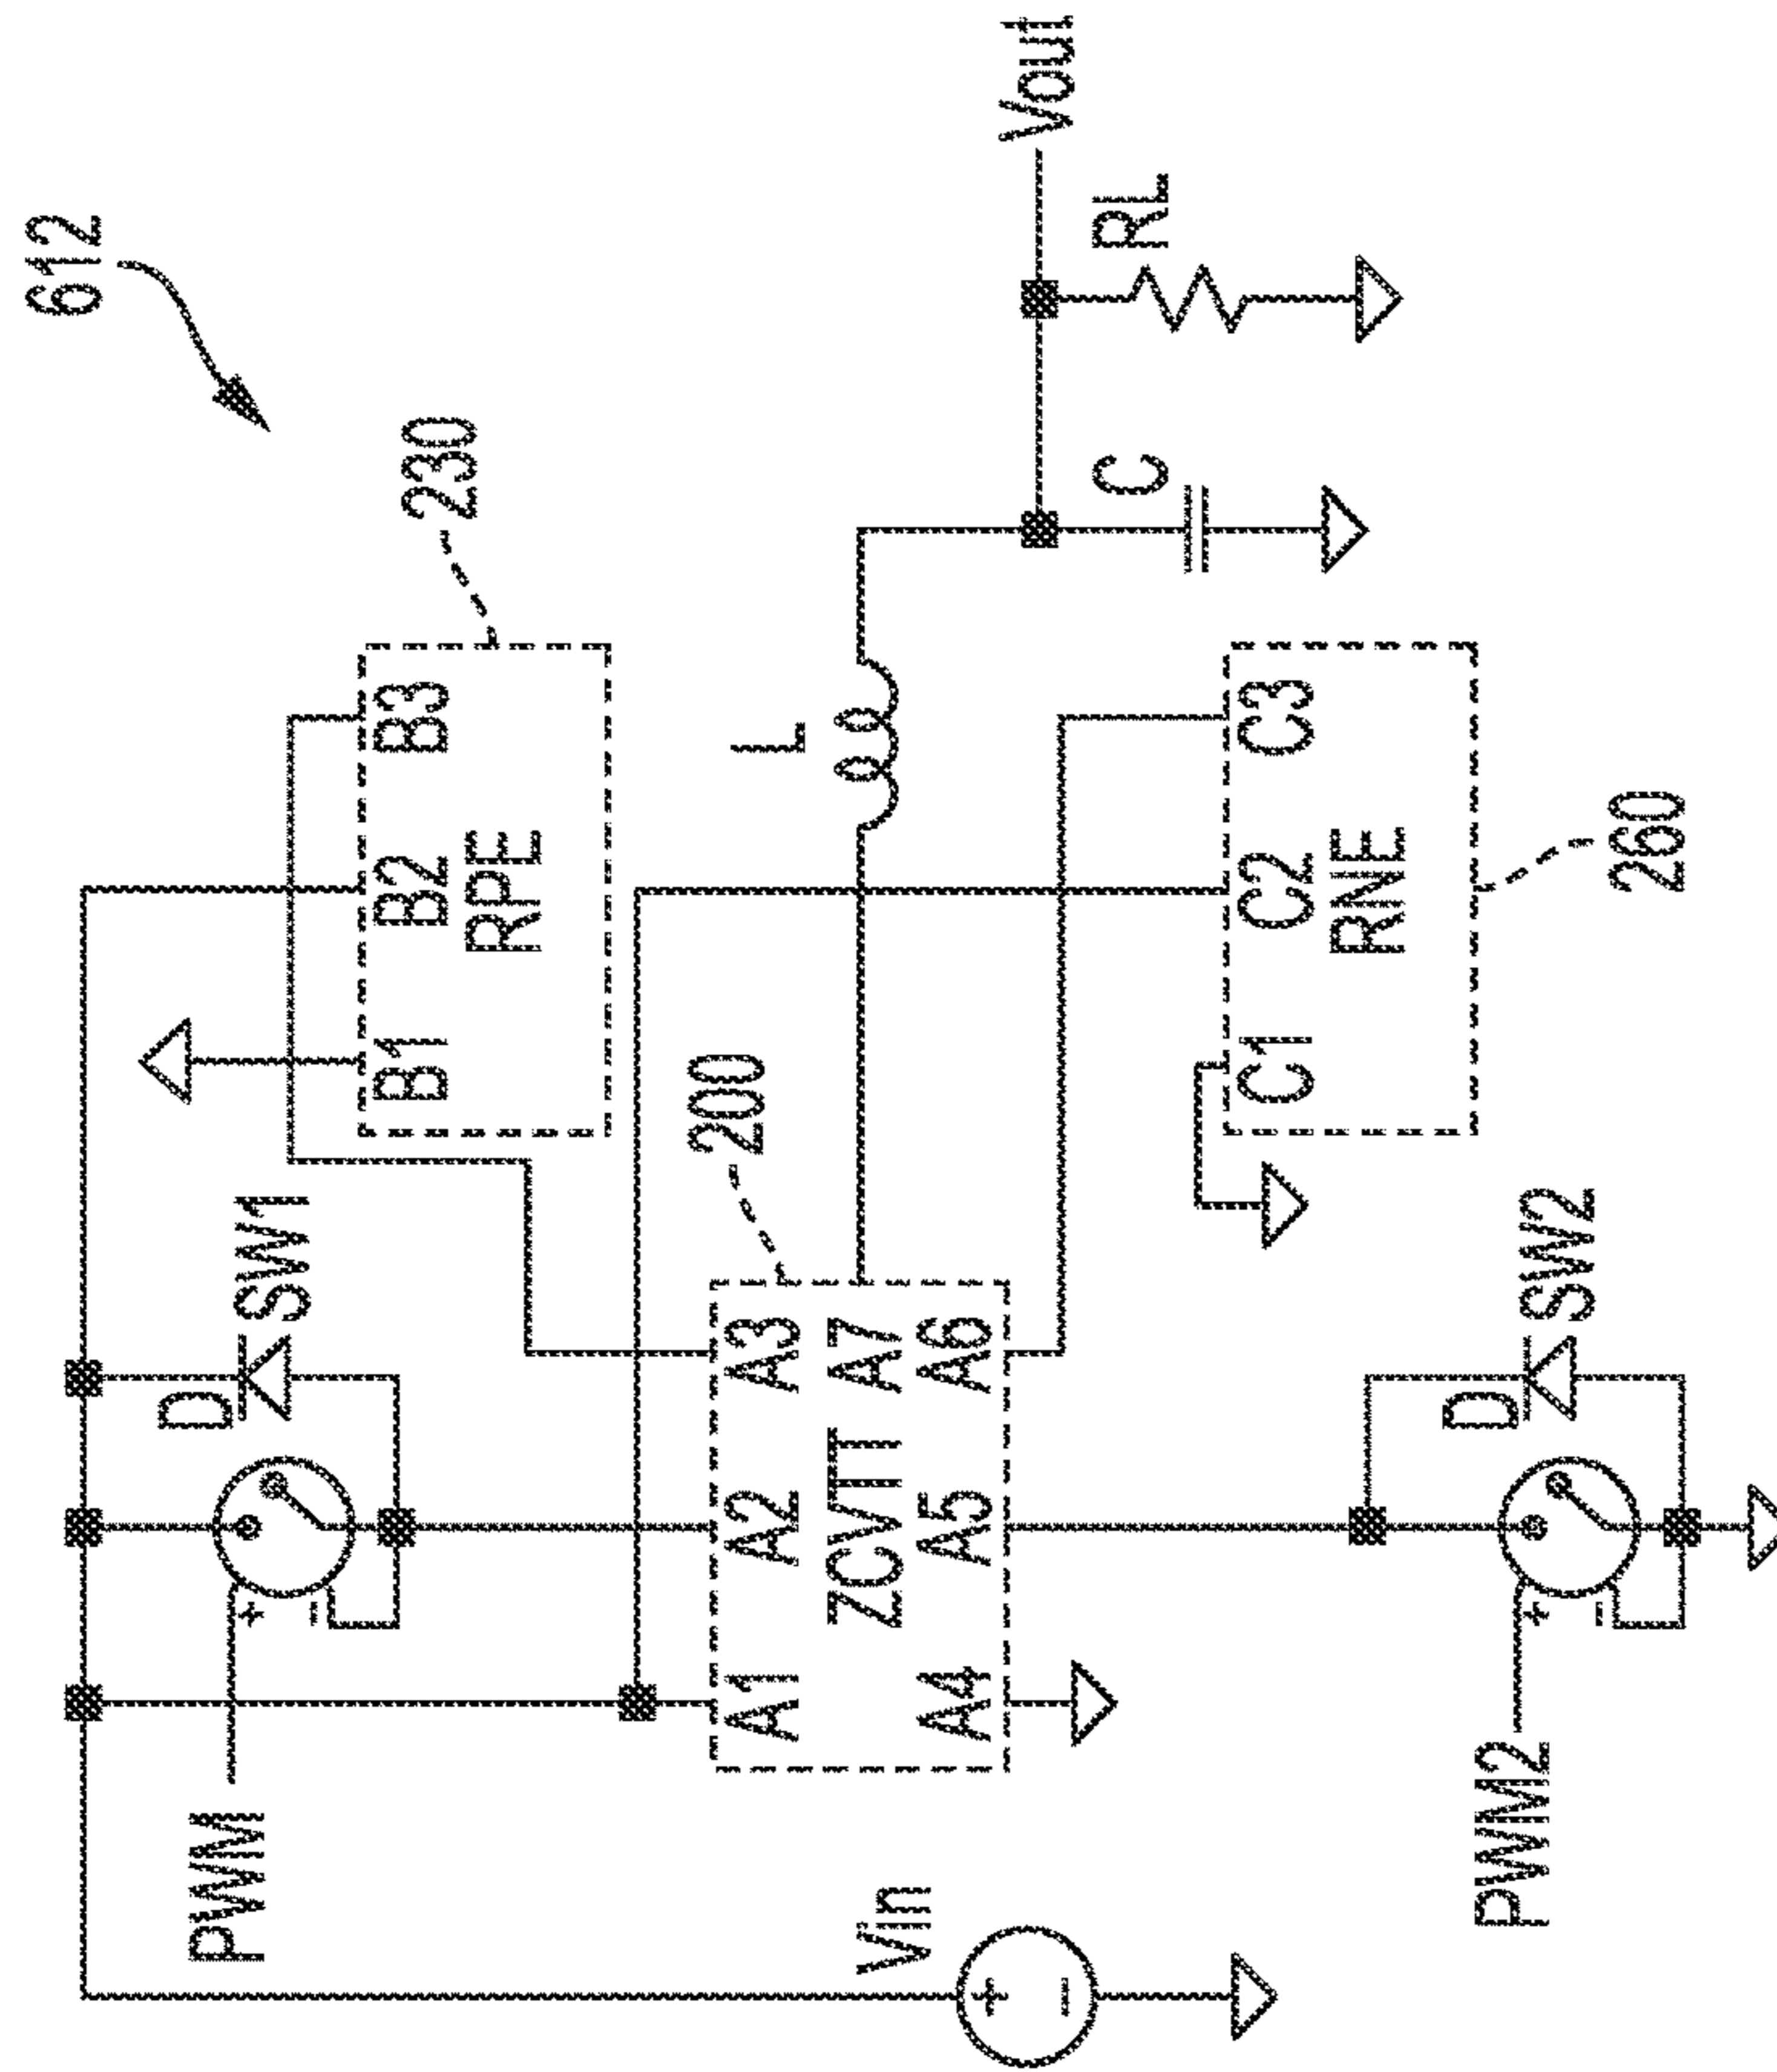 612
PWM
+
−
D
SW1
B1 B2 B3
RPE
230
200
A1 A2 A3
ZCVTT A7
A4 A5 A6
L
Vin
+
−
Vout
C
RL
C1 C2 C3
RNE
260
PWM2
+
−
D
SW2